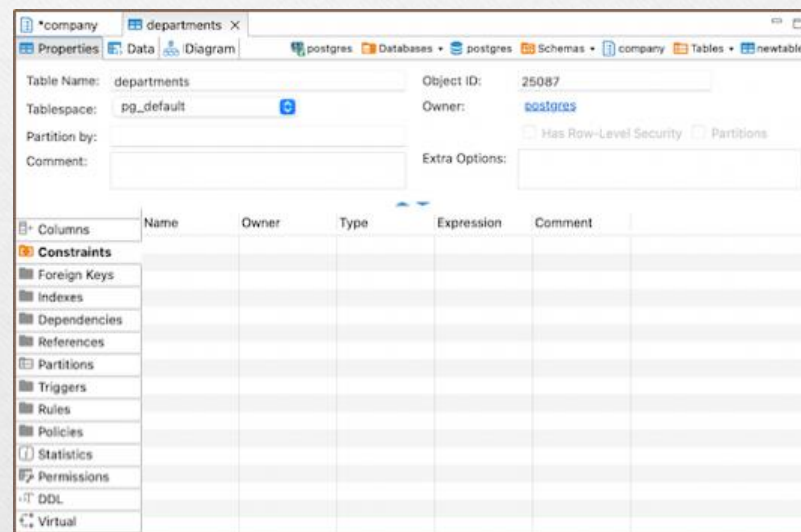 *company departments X
Properties Data Diagram postgres Databases postgres Schemas company Tables newtable
Table Name: departments Object ID: 25087
Tablespace: pg_default Owner: postgres
Partition by: Has Row-Level Security Partitions
Comment: Extra Options:
Name Owner Type Expression Comment
Columns
Constraints
Foreign Keys
Indexes
Dependencies
References
Partitions
Triggers
Rules
Policies
Statistics
Permissions
DDL
Virtual